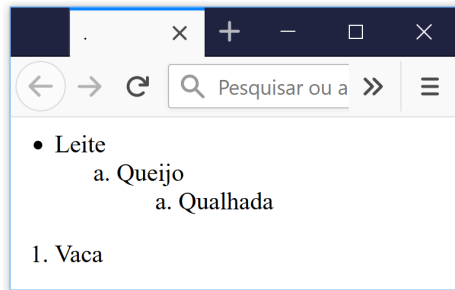 .
Pesquisar ou a
• Leite
a. Queijo
a. Qualhada
1. Vaca